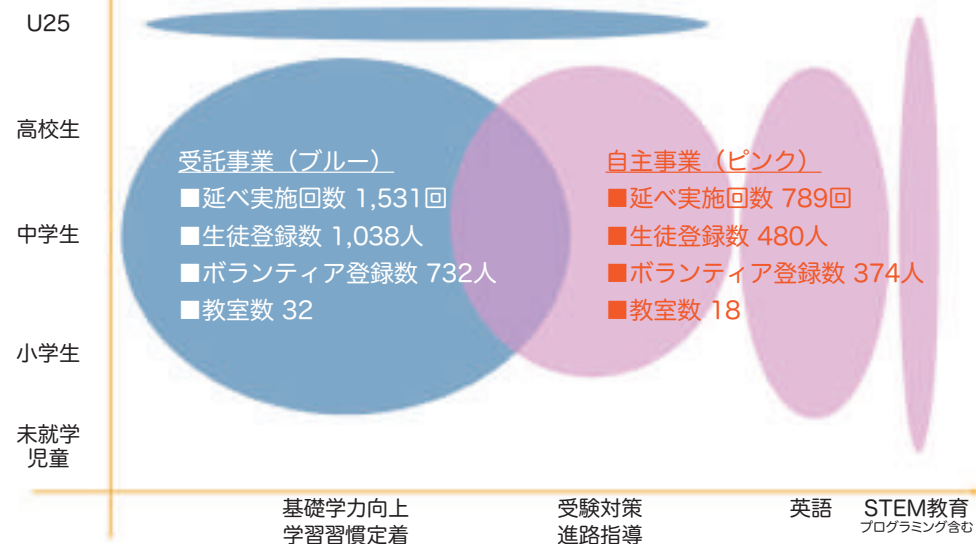 U25
高校生
中学生
小学生
未就学
児童
受託事業（ブルー）
■延べ実施回数 1,531回
■生徒登録数 1,038人
■ボランティア登録数 732人
■教室数 32
自主事業（ピンク）
■延べ実施回数 789回
■生徒登録数 480人
■ボランティア登録数 374人
■教室数 18
基礎学力向上
学習習慣定着
受験対策
進路指導
英語
STEM教育
プログラミング含む